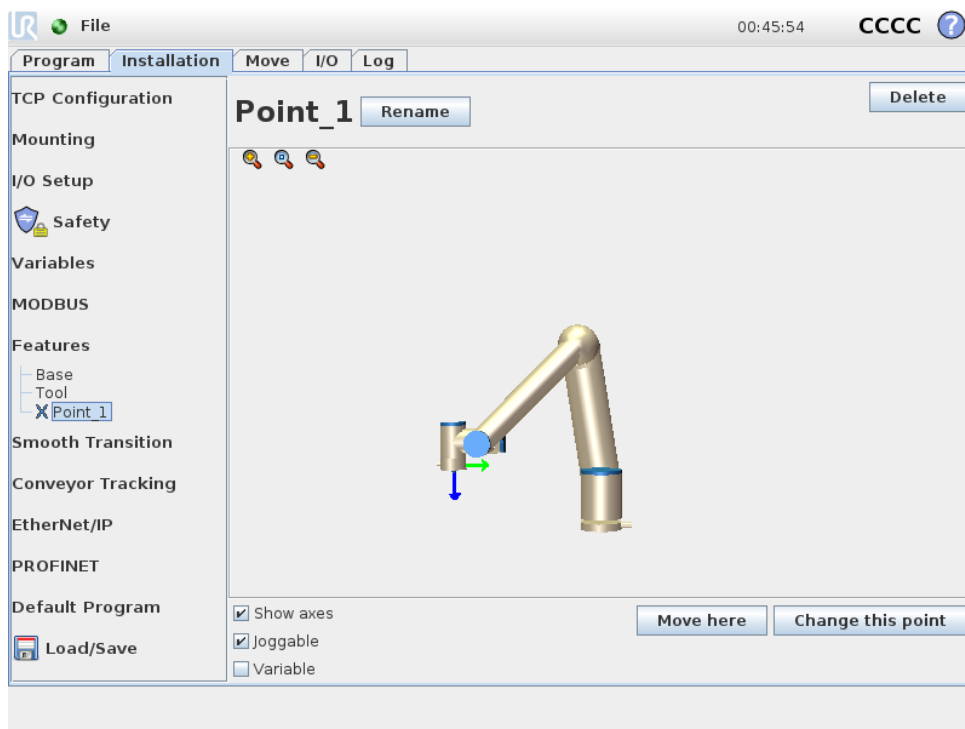 UR File 00:45:54 CCCC ?
Program Installation Move I/O Log
TCP Configuration
Mounting
I/O Setup
Safety
Variables
MODBUS
Features
Base
Tool
Point_1
Smooth Transition
Conveyor Tracking
EtherNet/IP
PROFINET
Default Program
Load/Save
Point_1 Rename Delete
Show axes
Joggable
Variable
Move here Change this point